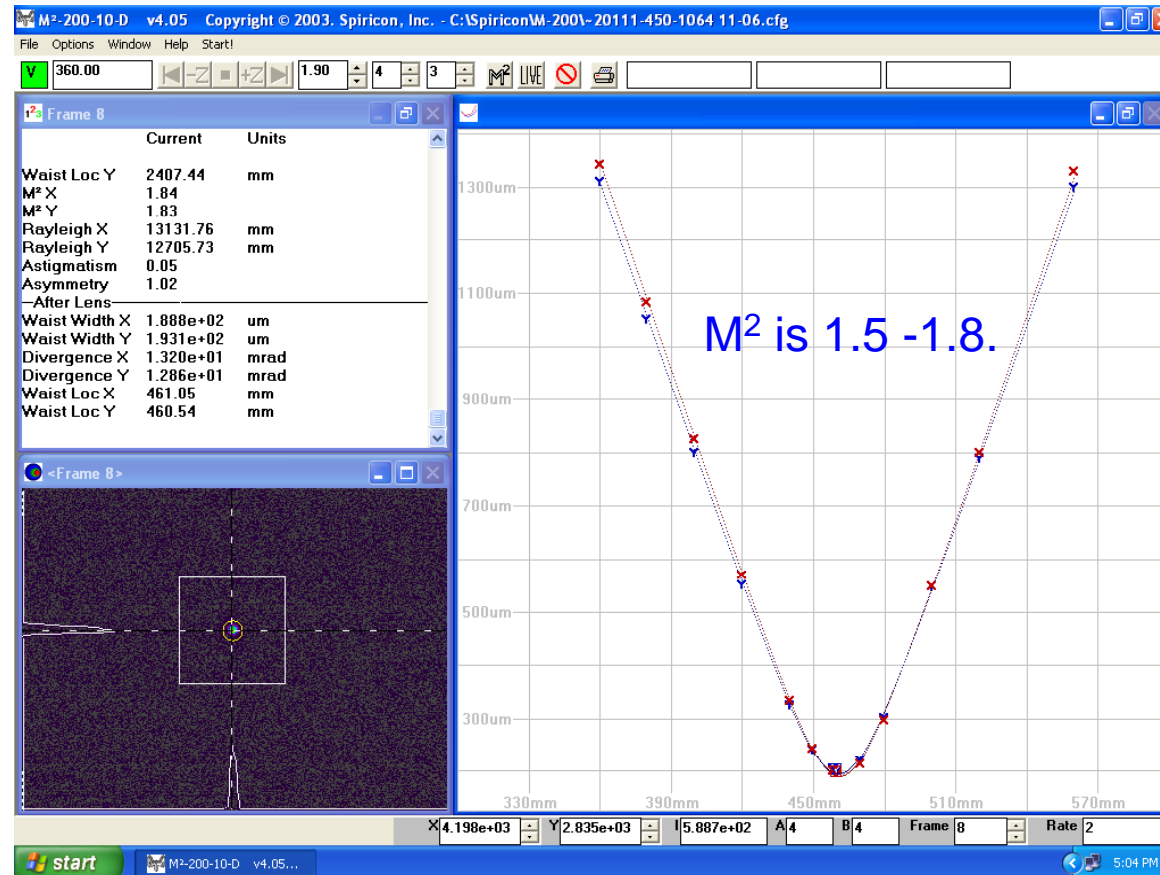 M²-200-10-D v4.05 Copyright © 2003. Spiricon, Inc. - C:\Spiricon\M-200\~20111-450-1064 11-06.cfg
File Options Window Help Start!
V 360.00 -Z +Z 1.90 4 3 M² LIVE
Frame 8
Current Units
Waist Loc Y 2407.44 mm
M² X 1.84
M² Y 1.83
Rayleigh X 13131.76 mm
Rayleigh Y 12705.73 mm
Astigmatism 0.05
Asymmetry 1.02
—After Lens—
Waist Width X 1.888e+02 um
Waist Width Y 1.931e+02 um
Divergence X 1.320e+01 mrad
Divergence Y 1.286e+01 mrad
Waist Loc X 461.05 mm
Waist Loc Y 460.54 mm
<Frame 8>
1300um
1100um
900um
700um
500um
300um
M² is 1.5 -1.8.
330mm 390mm 450mm 510mm 570mm
X 4.198e+03 Y 2.835e+03 I 5.887e+02 A 4 B 4 Frame 8 Rate 2
start M²-200-10-D v4.05... 5:04 PM